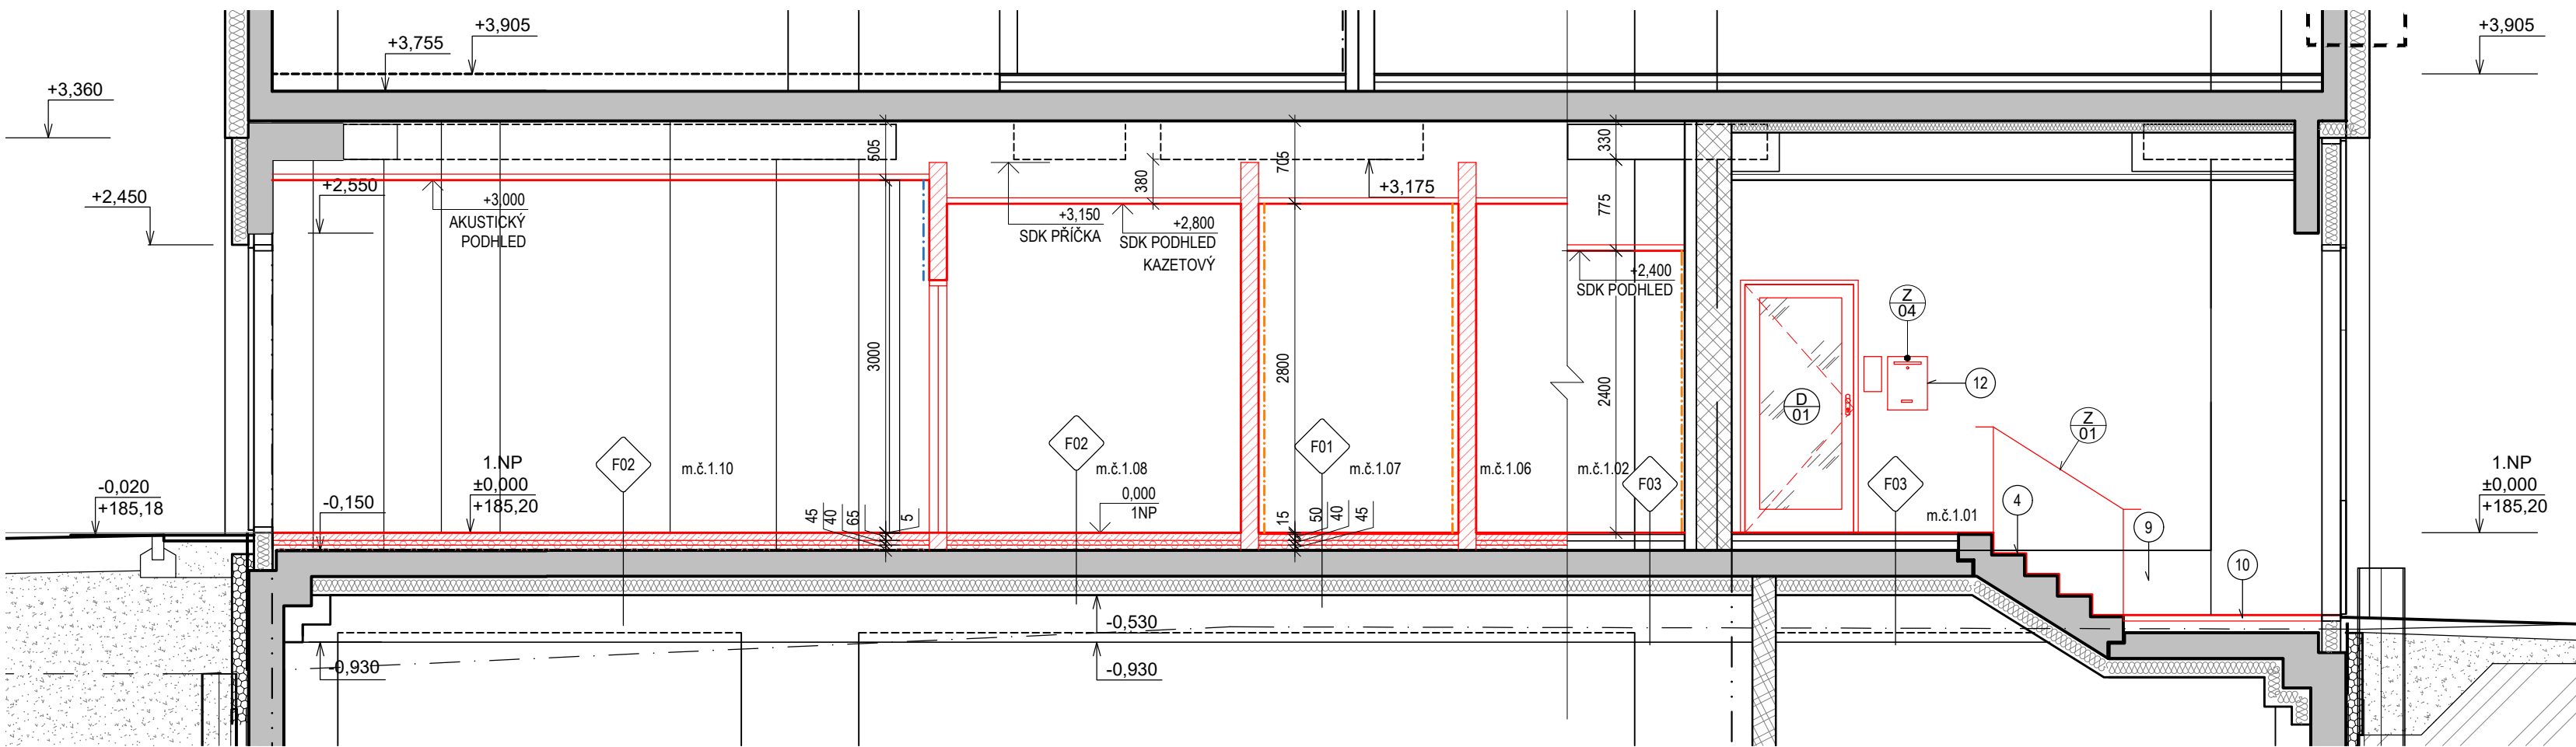 +3,905
+3,755
+3,905
+3,360
505
705
330
+2,450
+2,550
+3,000
AKUSTICKÝ
PODHLED
380
+3,175
+3,150
SDK PŘÍČKA
+2,800
SDK PODHLED
KAZETOVÝ
775
+2,400
SDK PODHLED
Z
04
3000
2800
2400
12
D
01
Z
01
F02
m.č.1.10
F02
m.č.1.08
F01
m.č.1.07
m.č.1.06
m.č.1.02
F03
F03
m.č.1.01
4
9
10
1.NP
±0,000
+185,20
-0,020
+185,18
-0,150
0,000
1NP
45
40
65
5
15
50
40
45
1.NP
±0,000
+185,20
-0,530
-0,930
-0,930